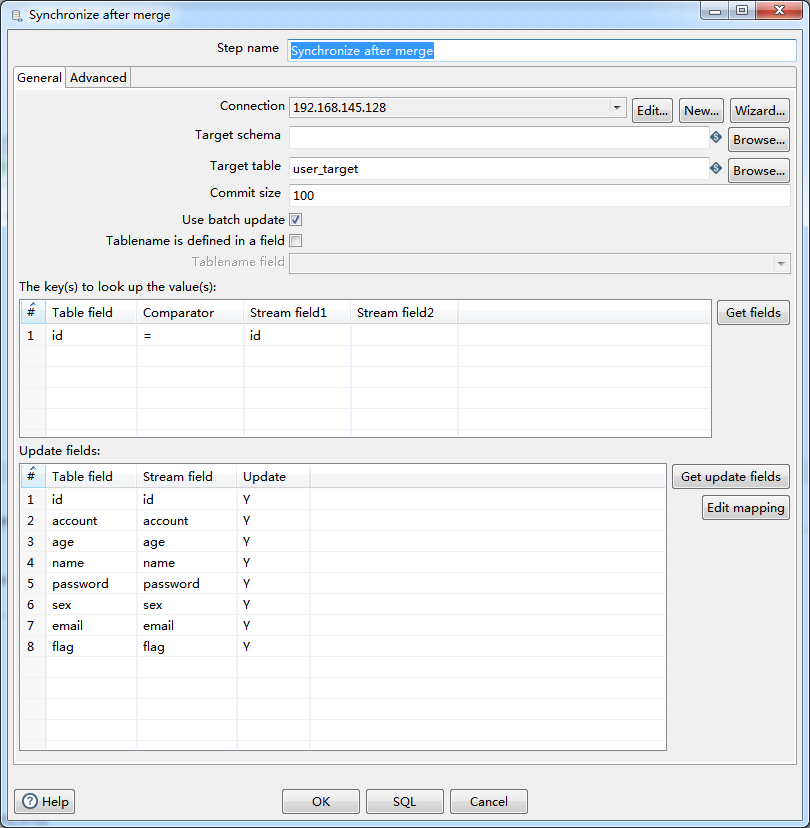 Synchronize after merge
Step name Synchronize after merge
General Advanced
Connection 192.168.145.128 Edit... New... Wizard...
Target schema Browse...
Target table user_target Browse...
Commit size 100
Use batch update
Tablename is defined in a field
Tablename field
The key(s) to look up the value(s):
# Table field Comparator Stream field1 Stream field2 Get fields
1 id = id
Update fields:
# Table field Stream field Update Get update fields
1 id id Y
Edit mapping
2 account account Y
3 age age Y
4 name name Y
5 password password Y
6 sex sex Y
7 email email Y
8 flag flag Y
Help OK SQL Cancel